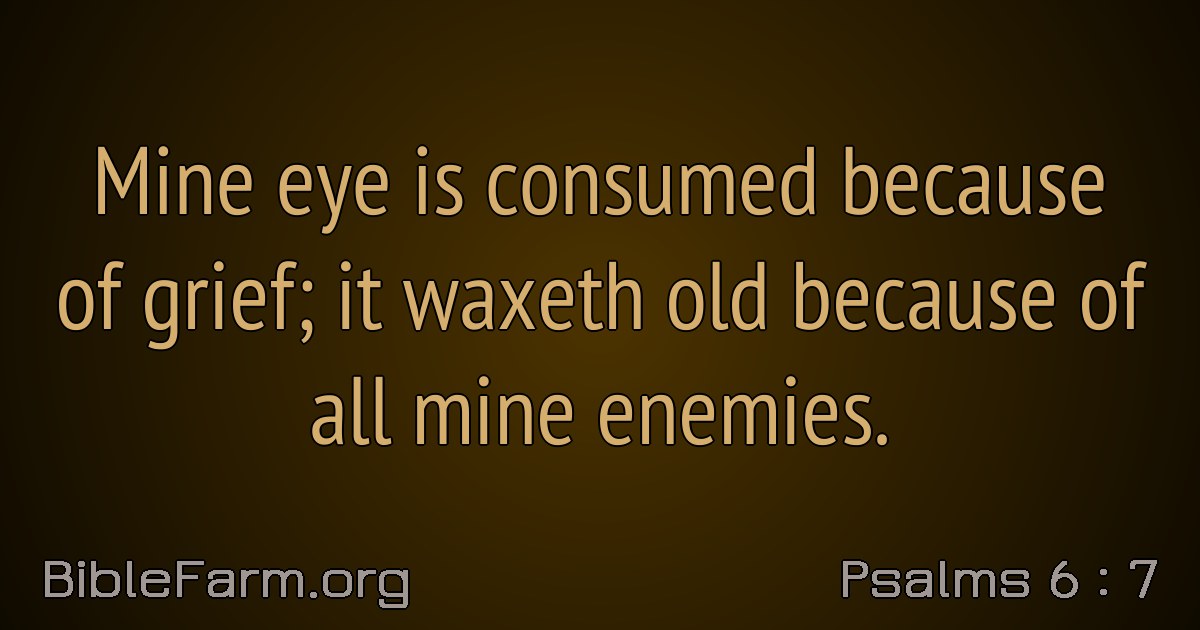 Mine eye is consumed because
of grief; it waxeth old because of
all mine enemies.
BibleFarm.org
Psalms 6 : 7